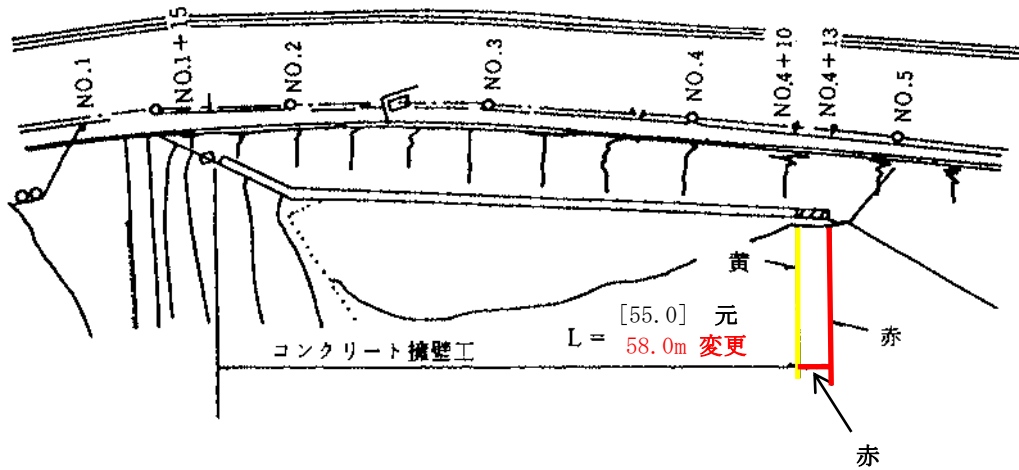 NO.1
NO.1+15
NO.2
NO.3
NO.4
NO.4+10
NO.4+13
NO.5
黄
[55.0] 元
L=
58.0m 変更
赤
コンクリート擁壁工
赤